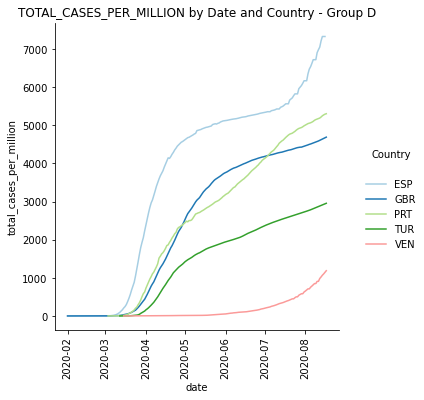 TOTAL_CASES_PER_MILLION by Date and Country - Group D
total_cases_per_million
7000
6000
5000
4000
3000
2000
1000
0
2020-02
2020-03
2020-04
2020-05
2020-06
2020-07
2020-08
date
Country
ESP
GBR
PRT
TUR
VEN